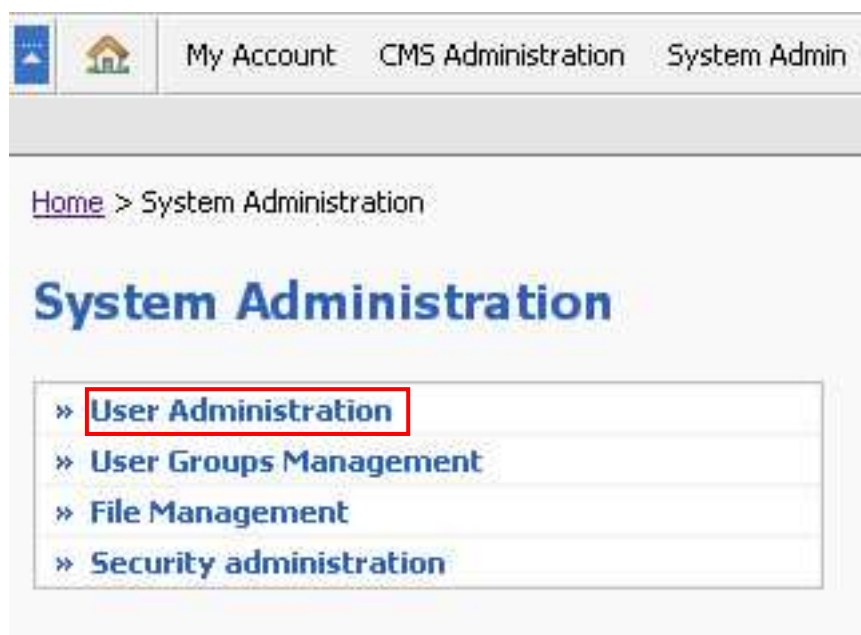 My Account CMS Administration System Admin
Home > System Administration
System Administration
» User Administration
» User Groups Management
» File Management
» Security administration